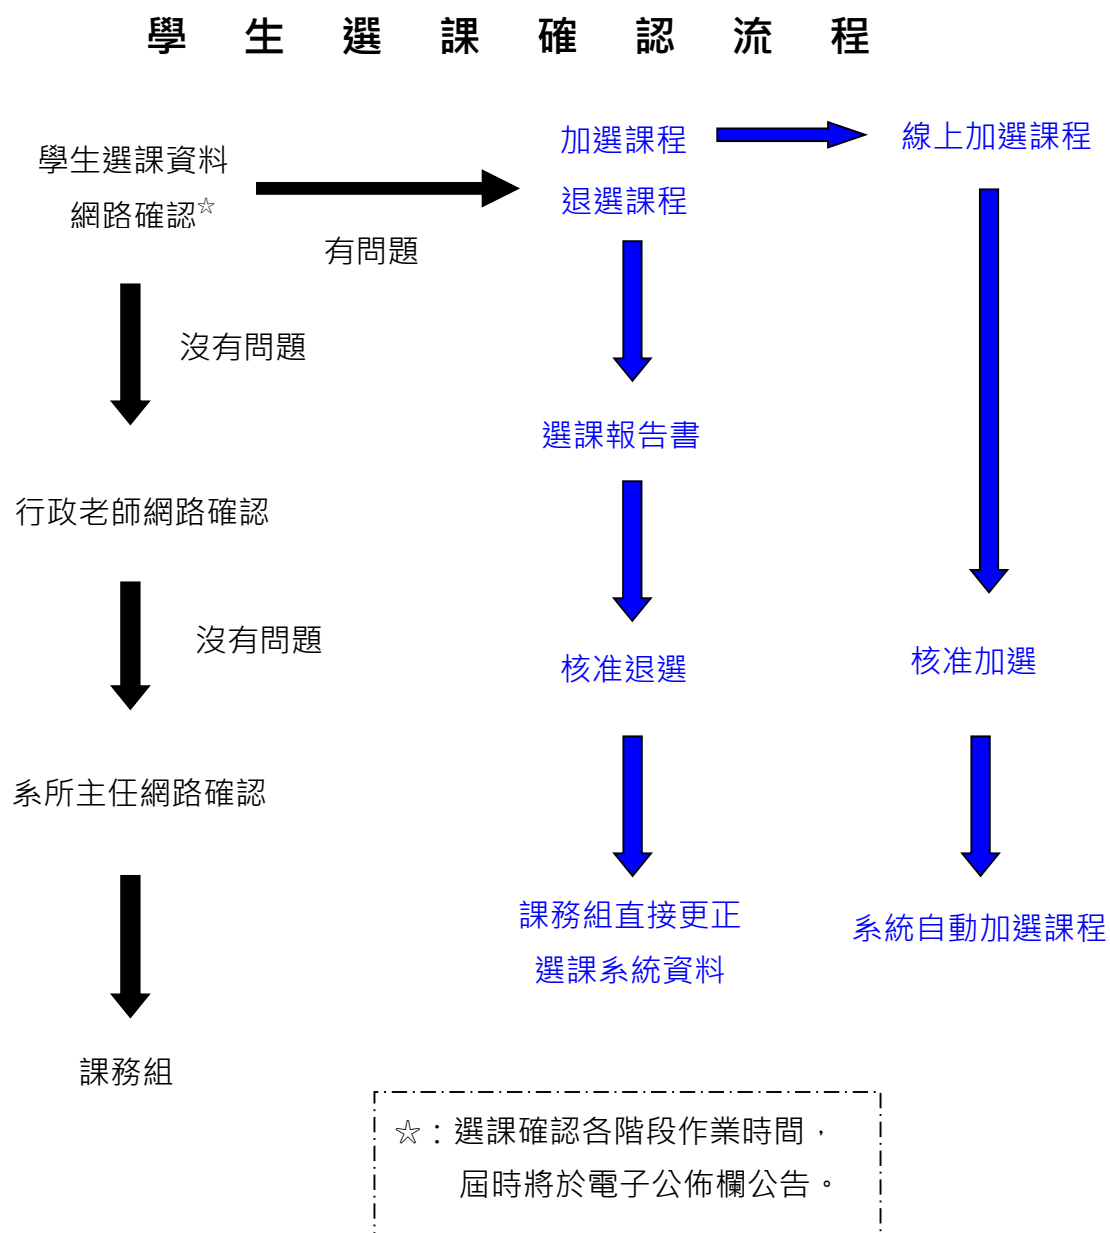 學生選課確認流程
學生選課資料
網路確認☆
有問題
加選課程
退選課程
線上加選課程
沒有問題
選課報告書
行政老師網路確認
沒有問題
核准退選
核准加選
系所主任網路確認
課務組直接更正
選課系統資料
系統自動加選課程
課務組
☆：選課確認各階段作業時間，
屆時將於電子公佈欄公告。